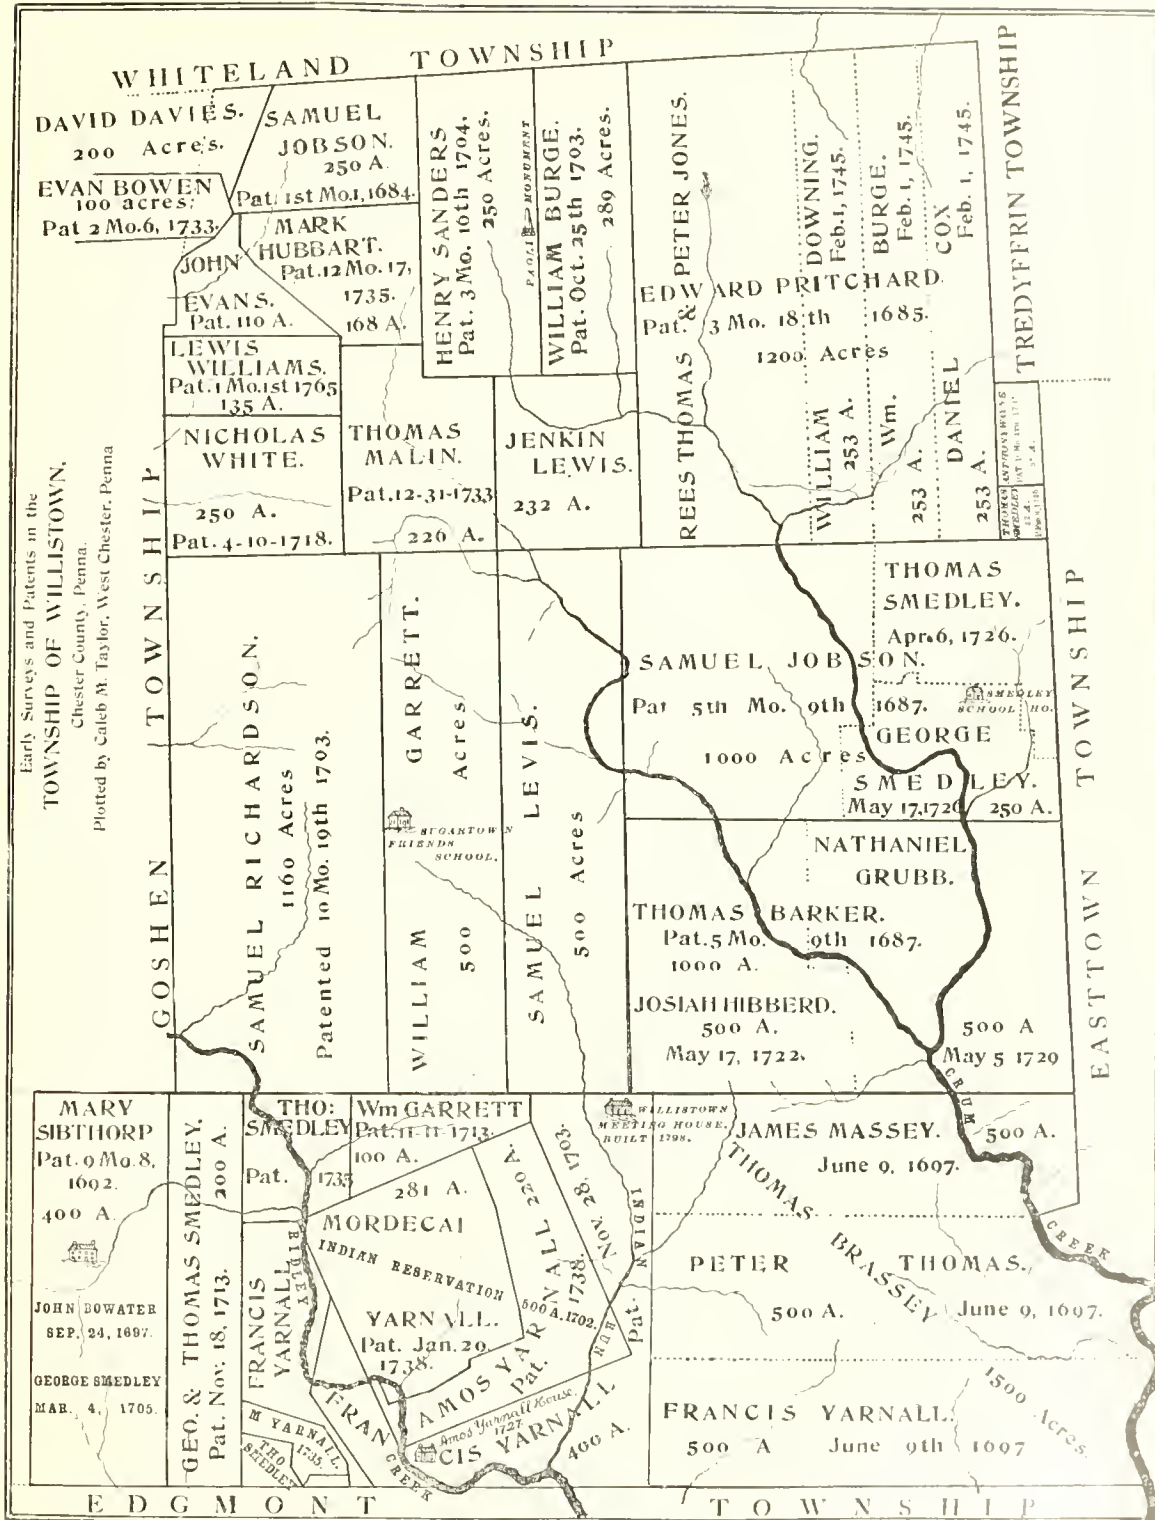 WHITELAND TOWNSHIP
DAVID DAVIES.
200 Acres.
SAMUEL
JOBSON.
250 A.
Pat. 1st Mo. 1, 1684.
EVAN BOWEN
100 acres;
Pat 2 Mo. 6, 1733.
MARK
HUBBART.
Pat. 12 Mo. 17,
1735.
168 A.
JOHN
EVANS.
Pat. 110 A.
HENRY SANDERS
Pat. 3 Mo. 16th 1704.
250 Acres.
PAOLI MONUMENT
WILLIAM BURGE.
Pat. Oct. 25th 1703.
289 Acres.
REES THOMAS & PETER JONES.
EDWARD PRITCHARD.
Pat. 3 Mo. 18th 1685.
1200 Acres
WILLIAM DOWNING.
253 A. Feb. 1, 1745.
Wm. BURGE.
253 A. Feb. 1, 1745.
DANIEL COX
253 A. Feb. 1, 1745.
TREDYFFRIN TOWNSHIP
ANTHONY WAYNE
THOMAS
SMEDLEY
LEWIS
WILLIAMS.
Pat. 1 Mo. 1st 1765
135 A.
NICHOLAS
WHITE.
250 A.
Pat. 4-10-1718.
THOMAS
MALIN.
Pat. 12-31-1733
226 A.
JENKIN
LEWIS.
232 A.
Early Surveys and Patents in the
TOWNSHIP OF WILLISTOWN,
Chester County, Penna.
Plotted by Caleb M. Taylor, West Chester, Penna
GOSHEN TOWNSHIP
SAMUEL RICHARDSON.
1160 Acres
Patented 10 Mo. 19th 1703.
WILLIAM GARRETT.
500 Acres.
SUGARTOWN
FRIENDS
SCHOOL.
SAMUEL LEVIS.
500 Acres
THOMAS
SMEDLEY.
Apr. 6, 1726.
SAMUEL JOBSON.
Pat 5th Mo. 9th 1687.
1000 Acres
SMEDLEY
SCHOOL HO.
GEORGE
SMEDLEY.
May 17, 1726 250 A.
EASTTOWN TOWNSHIP
NATHANIEL
GRUBB.
THOMAS BARKER.
Pat. 5 Mo. 9th 1687.
1000 A.
JOSIAH HIBBERD.
500 A.
May 17, 1722.
500 A
May 5 1729
CRUM
CREEK
MARY
SIBTHORP
Pat. 9 Mo. 8,
1692.
400 A.
JOHN BOWATER
SEP. 24, 1697.
GEORGE SMEDLEY
MAR. 4, 1705.
GEO. & THOMAS SMEDLEY.
Pat. Nov. 18, 1713. 200 A.
THO:
SMEDLEY
Pat. 1735
Wm GARRETT
Pat. 11-11-1713.
100 A.
281 A.
MORDECAI
INDIAN RESERVATION
YARNALL.
Pat. Jan. 29,
1738.
FRANCIS
YARNALL
RIDLEY
CREEK
M YARNALL.
1735.
THO
SMEDLEY
AMOS YARNALL 220 A.
Pat. 1738.
500 A. 1702.
Pat. Nov. 28, 1703.
Amos Yarnall House.
1727.
FRANCIS YARNALL
400 A.
INDIAN
RUN
WILLISTOWN
MEETING HOUSE,
BUILT 1798.
JAMES MASSEY. 500 A.
June 9, 1697.
THOMAS BRASSEY
1500 Acres
PETER THOMAS.
500 A. June 9, 1697.
FRANCIS YARNALL.
500 A June 9th 1697
EDGMONT TOWNSHIP